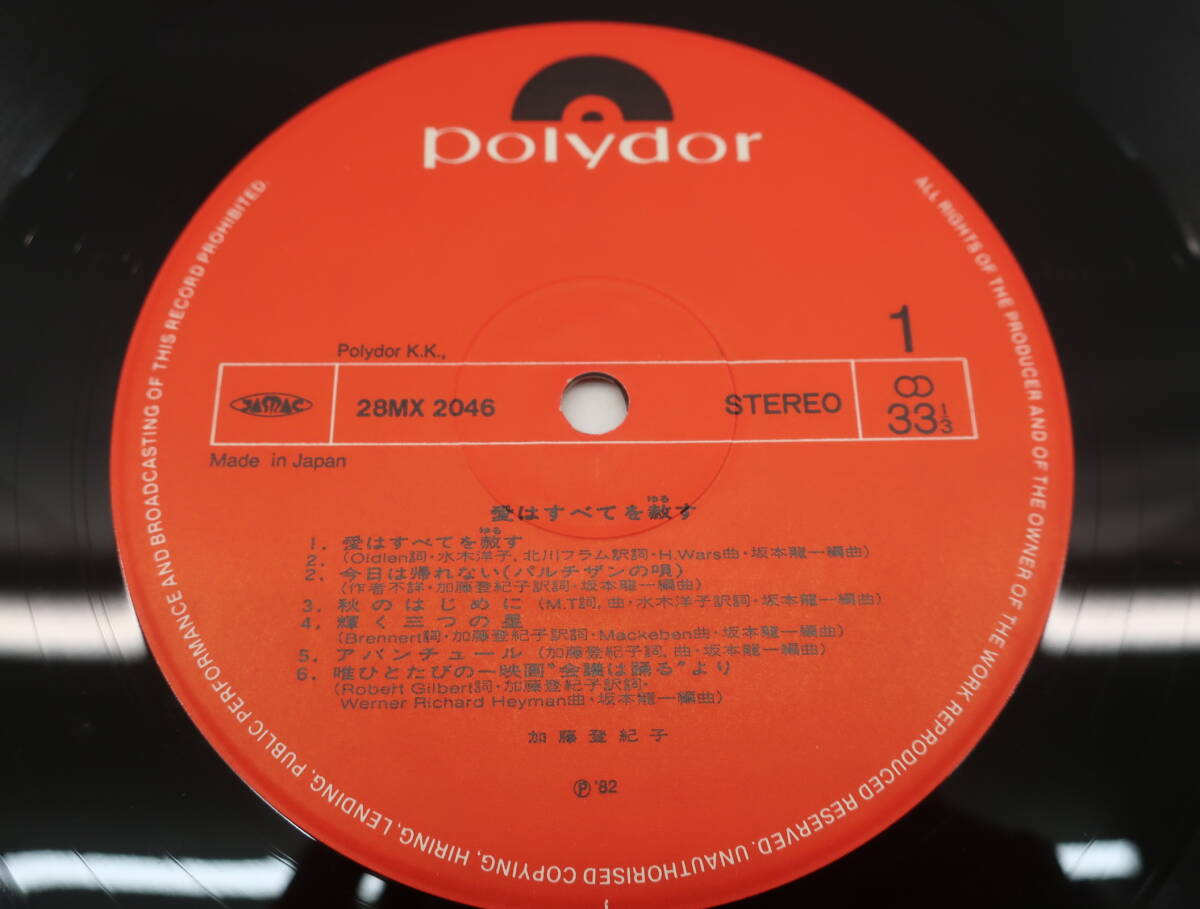 polydor
1
Polydor K.K.,
JASRAC
28MX 2046
STEREO
33 1/3
Made in Japan
ゆる
愛はすべてを赦す
ゆる
1. 愛はすべてを赦す
2. (Oldlen詞・水木洋子, 北川フラム訳詞・H.Wars曲・坂本龍一編曲)
2. 今日は帰れない(パルチザンの唄)
(作者不詳・加藤登紀子訳詞・坂本龍一編曲)
3. 秋のはじめに (M.T詞, 曲・水木洋子訳詞・坂本龍一編曲)
4. 輝く三つの星
(Brennert詞・加藤登紀子訳詞・Mackeben曲・坂本龍一編曲)
5. アバンチュール (加藤登紀子詞, 曲・坂本龍一編曲)
6. 唯ひとたびの—映画"会議は踊る"より
(Robert Gilbert詞・加藤登紀子訳詞・
Werner Richard Heyman曲・坂本龍一編曲)
加藤登紀子
Ⓟ '82
ALL RIGHTS OF THE PRODUCER AND OF THE OWNER OF THE WORK REPRODUCED RESERVED. UNAUTHORISED COPYING, HIRING, LENDING, PUBLIC PERFORMANCE AND BROADCASTING OF THIS RECORD PROHIBITED.